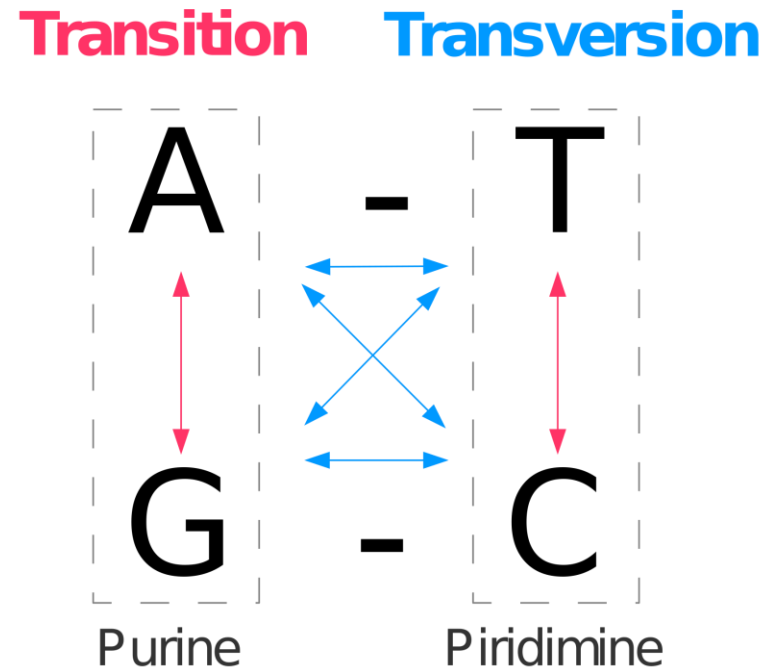 Transition Transversion
A - T
G - C
Purine Piridimine